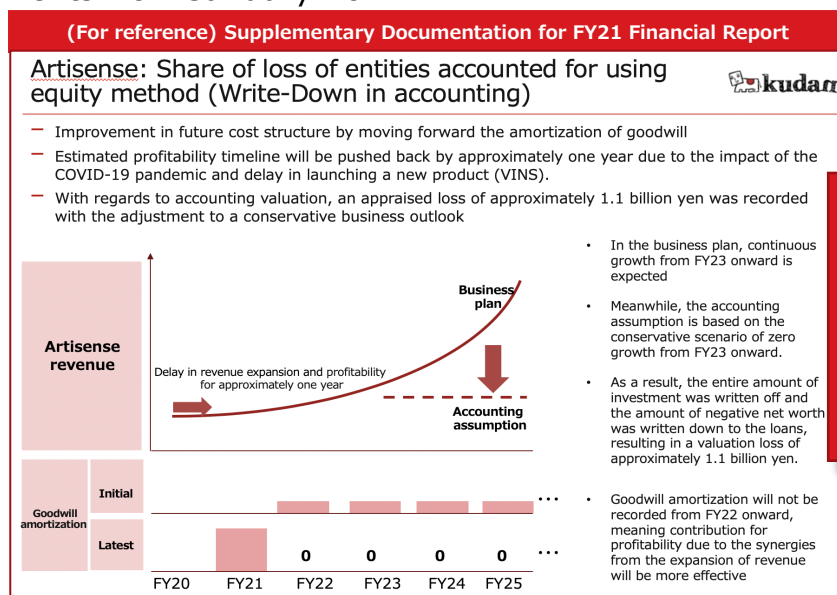 (For reference) Supplementary Documentation for FY21 Financial Report
Artisense: Share of loss of entities accounted for using
equity method (Write-Down in accounting)
kudan
— Improvement in future cost structure by moving forward the amortization of goodwill
— Estimated profitability timeline will be pushed back by approximately one year due to the impact of the
COVID-19 pandemic and delay in launching a new product (VINS).
— With regards to accounting valuation, an appraised loss of approximately 1.1 billion yen was recorded
with the adjustment to a conservative business outlook
Artisense
revenue
Delay in revenue expansion and profitability
for approximately one year
Business
plan
Accounting
assumption
• In the business plan, continuous
growth from FY23 onward is
expected
• Meanwhile, the accounting
assumption is based on the
conservative scenario of zero
growth from FY23 onward.
• As a result, the entire amount of
investment was written off and
the amount of negative net worth
was written down to the loans,
resulting in a valuation loss of
approximately 1.1 billion yen.
• Goodwill amortization will not be
recorded from FY22 onward,
meaning contribution for
profitability due to the synergies
from the expansion of revenue
will be more effective
Goodwill
amortization
Initial
...
Latest
0 0 0 0 ...
FY20 FY21 FY22 FY23 FY24 FY25